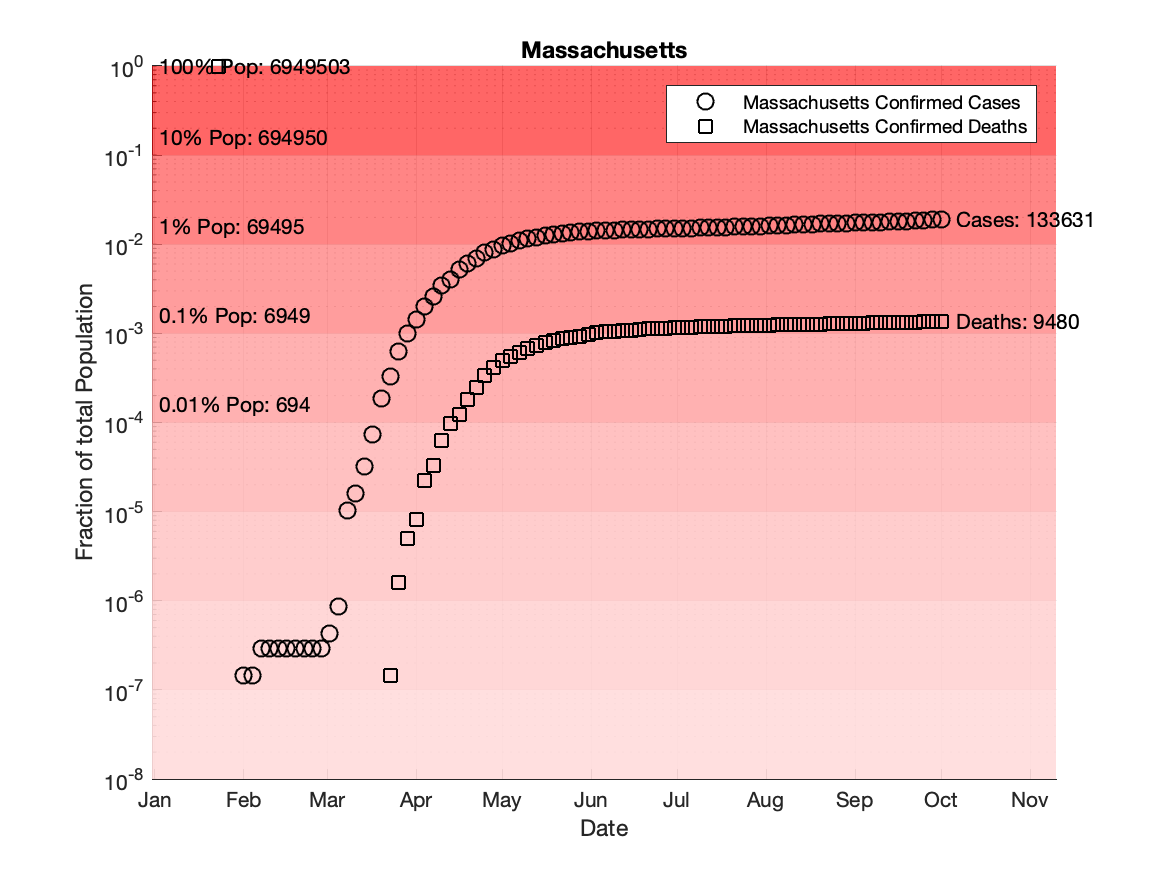 Massachusetts
10^0
100% Pop: 6949503
Massachusetts Confirmed Cases
Massachusetts Confirmed Deaths
10% Pop: 694950
10^-1
1% Pop: 69495
Cases: 133631
10^-2
0.1% Pop: 6949
Deaths: 9480
10^-3
0.01% Pop: 694
10^-4
10^-5
10^-6
10^-7
10^-8
Fraction of total Population
Jan Feb Mar Apr May Jun Jul Aug Sep Oct Nov
Date